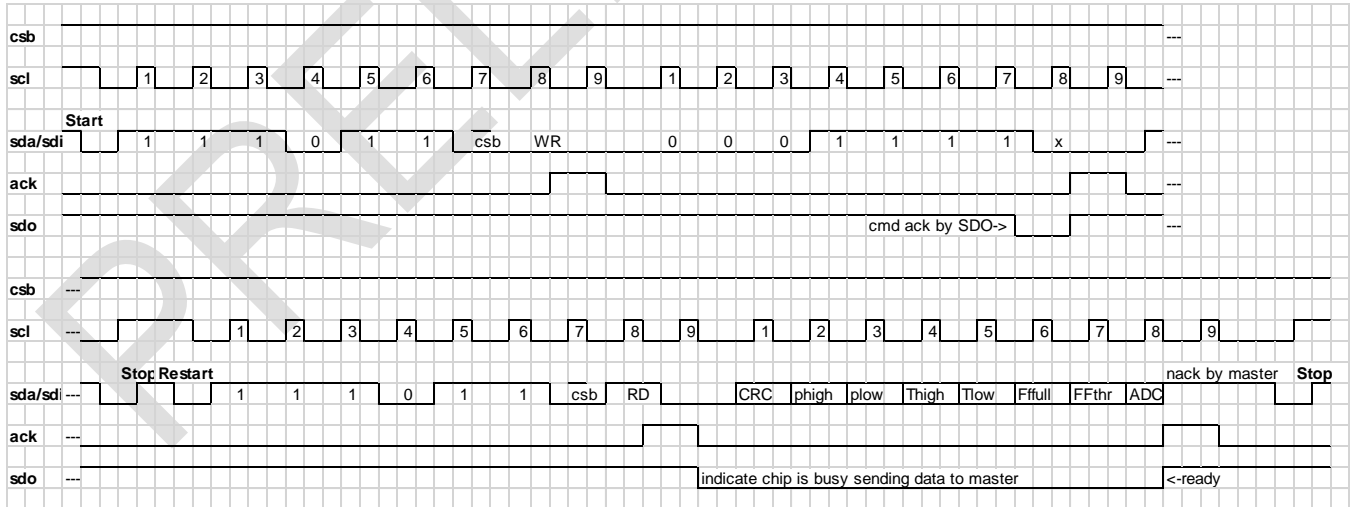 PREL
csb ---
scl 1 2 3 4 5 6 7 8 9 1 2 3 4 5 6 7 8 9 ---
Start
sda/sdi 1 1 1 0 1 1 csb WR 0 0 0 1 1 1 1 x ---
ack ---
sdo cmd ack by SDO-> ---
csb ---
scl --- 1 2 3 4 5 6 7 8 9 1 2 3 4 5 6 7 8 9
Stop Restart nack by master Stop
sda/sdi --- 1 1 1 0 1 1 csb RD CRC phigh plow Thigh Tlow Fffull FFthr ADC
ack ---
sdo --- indicate chip is busy sending data to master <-ready